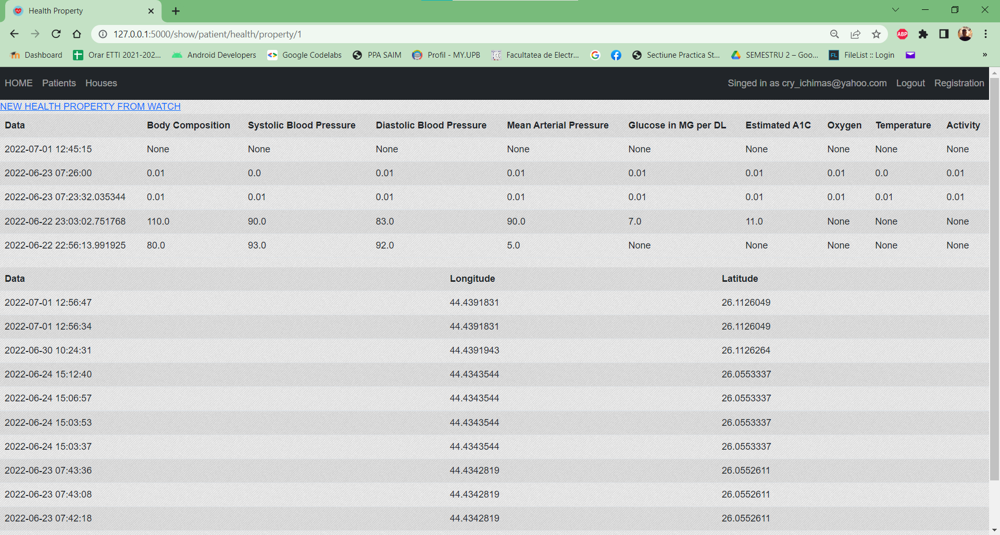 Health Property
127.0.0.1:5000/show/patient/health/property/1
ABP
Dashboard Orar ETTI 2021-202... Android Developers Google Codelabs PPA SAIM Profil - MY.UPB Facultatea de Electr... Sectiune Practica St... SEMESTRU 2 – Goo... FL FileList :: Login »
HOME Patients Houses Singed in as cry_ichimas@yahoo.com Logout Registration
NEW HEALTH PROPERTY FROM WATCH
Data Body Composition Systolic Blood Pressure Diastolic Blood Pressure Mean Arterial Pressure Glucose in MG per DL Estimated A1C Oxygen Temperature Activity
2022-07-01 12:45:15 None None None None None None None None None
2022-06-23 07:26:00 0.01 0.0 0.01 0.01 0.01 0.01 0.01 0.0 0.01
2022-06-23 07:23:32.035344 0.01 0.01 0.01 0.01 0.01 0.01 0.01 0.01 0.01
2022-06-22 23:03:02.751768 110.0 90.0 83.0 90.0 7.0 11.0 None None None
2022-06-22 22:56:13.991925 80.0 93.0 92.0 5.0 None None None None None
Data Longitude Latitude
2022-07-01 12:56:47 44.4391831 26.1126049
2022-07-01 12:56:34 44.4391831 26.1126049
2022-06-30 10:24:31 44.4391943 26.1126264
2022-06-24 15:12:40 44.4343544 26.0553337
2022-06-24 15:06:57 44.4343544 26.0553337
2022-06-24 15:03:53 44.4343544 26.0553337
2022-06-24 15:03:37 44.4343544 26.0553337
2022-06-23 07:43:36 44.4342819 26.0552611
2022-06-23 07:43:08 44.4342819 26.0552611
2022-06-23 07:42:18 44.4342819 26.0552611